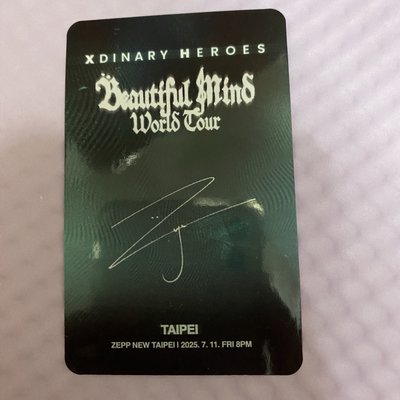 XDINARY HEROES
Beautiful Mind
World Tour
TAIPEI
ZEPP NEW TAIPEI | 2025. 7. 11. FRI 8PM